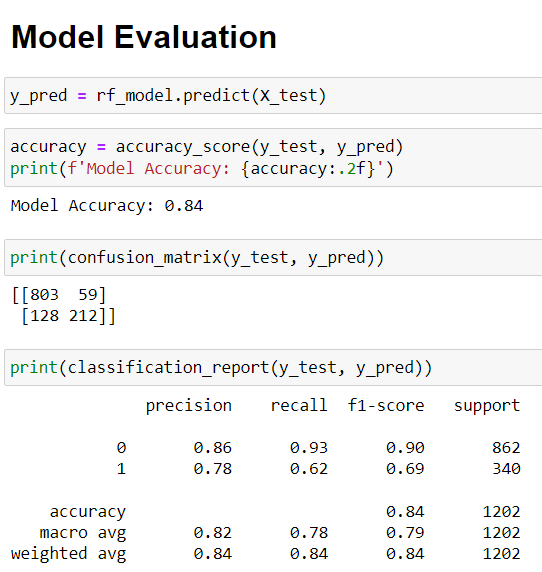 Model Evaluation
y_pred = rf_model.predict(X_test)
accuracy = accuracy_score(y_test, y_pred)
print(f'Model Accuracy: {accuracy:.2f}')
Model Accuracy: 0.84
print(confusion_matrix(y_test, y_pred))
[[803  59]
 [128 212]]
print(classification_report(y_test, y_pred))
              precision    recall  f1-score   support
           0       0.86      0.93      0.90       862
           1       0.78      0.62      0.69       340
    accuracy                           0.84      1202
   macro avg       0.82      0.78      0.79      1202
weighted avg       0.84      0.84      0.84      1202